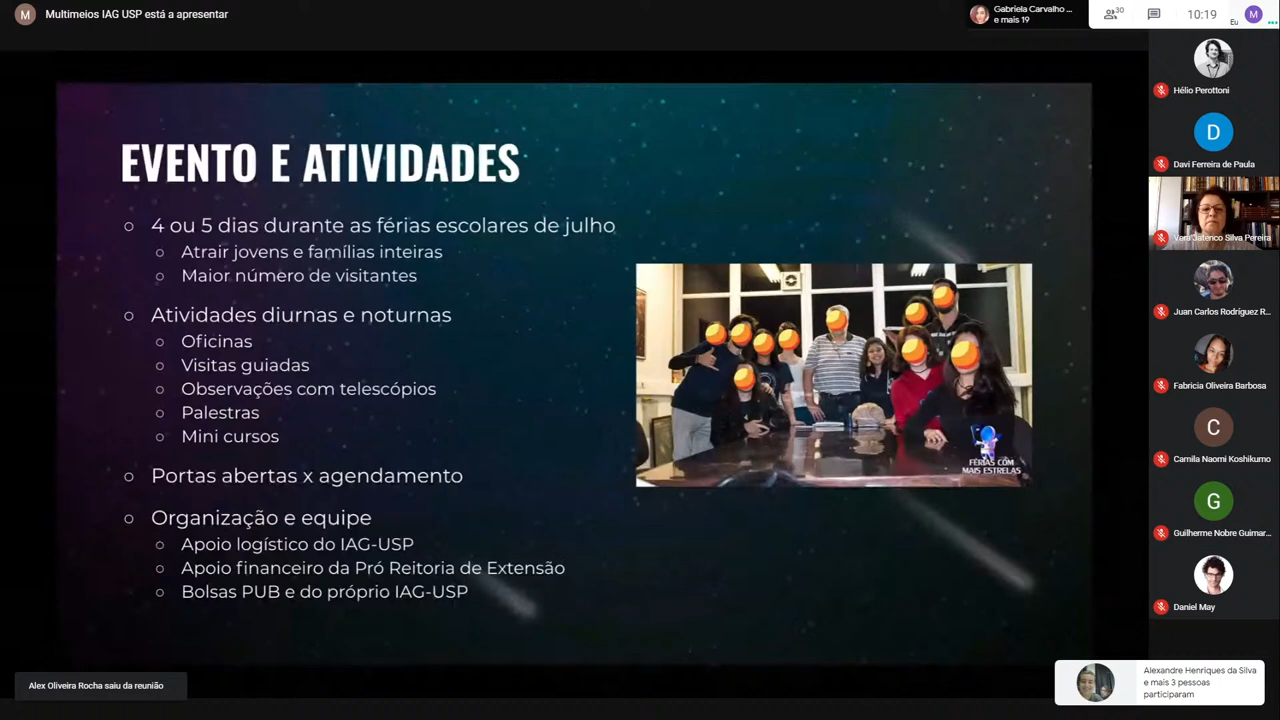 M
Multimeios IAG USP está a apresentar
Gabriela Carvalho ...
e mais 19
30
10:19
Eu
M
EVENTO E ATIVIDADES
4 ou 5 dias durante as férias escolares de julho
Atrair jovens e famílias inteiras
Maior número de visitantes
Atividades diurnas e noturnas
Oficinas
Visitas guiadas
Observações com telescópios
Palestras
Mini cursos
Portas abertas x agendamento
Organização e equipe
Apoio logístico do IAG-USP
Apoio financeiro da Pró Reitoria de Extensão
Bolsas PUB e do próprio IAG-USP
FÉRIAS COM
MAIS ESTRELAS
Hélio Perottoni
D
Davi Ferreira de Paula
Vera Jatenco Silva Pereira
Juan Carlos Rodríguez R...
Fabricia Oliveira Barbosa
C
Camila Naomi Koshikumo
G
Guilherme Nobre Guimar...
Daniel May
Alex Oliveira Rocha saiu da reunião
Alexandre Henriques da Silva
e mais 3 pessoas
participaram